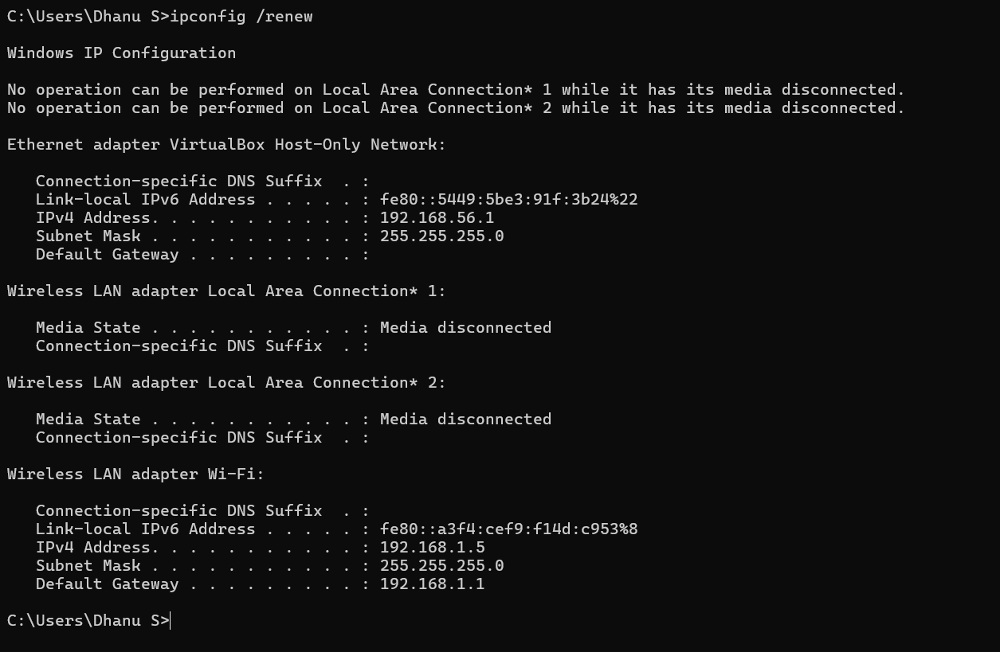 C:\Users\Dhanu S>ipconfig /renew
Windows IP Configuration
No operation can be performed on Local Area Connection* 1 while it has its media disconnected.
No operation can be performed on Local Area Connection* 2 while it has its media disconnected.
Ethernet adapter VirtualBox Host-Only Network:
   Connection-specific DNS Suffix  . :
   Link-local IPv6 Address . . . . . : fe80::5449:5be3:91f:3b24%22
   IPv4 Address. . . . . . . . . . . : 192.168.56.1
   Subnet Mask . . . . . . . . . . . : 255.255.255.0
   Default Gateway . . . . . . . . . :
Wireless LAN adapter Local Area Connection* 1:
   Media State . . . . . . . . . . . : Media disconnected
   Connection-specific DNS Suffix  . :
Wireless LAN adapter Local Area Connection* 2:
   Media State . . . . . . . . . . . : Media disconnected
   Connection-specific DNS Suffix  . :
Wireless LAN adapter Wi-Fi:
   Connection-specific DNS Suffix  . :
   Link-local IPv6 Address . . . . . : fe80::a3f4:cef9:f14d:c953%8
   IPv4 Address. . . . . . . . . . . : 192.168.1.5
   Subnet Mask . . . . . . . . . . . : 255.255.255.0
   Default Gateway . . . . . . . . . : 192.168.1.1
C:\Users\Dhanu S>